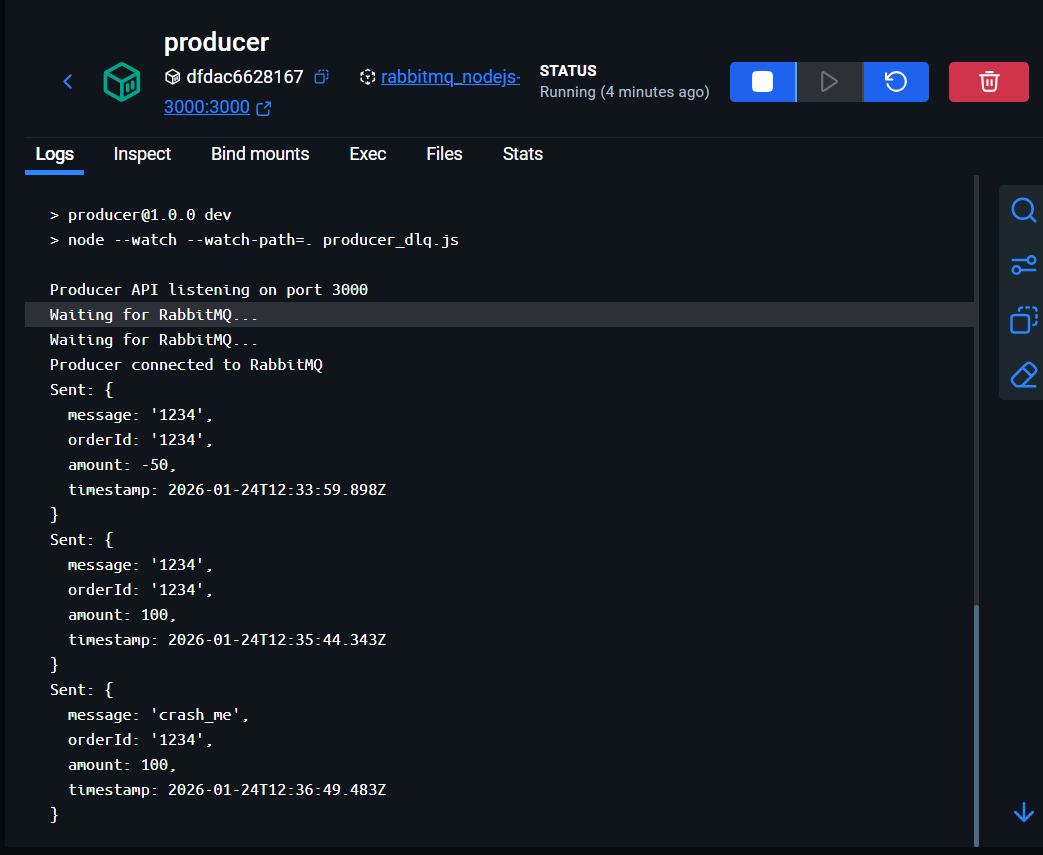 producer
dfdac6628167
rabbitmq_nodejs-
3000:3000
STATUS
Running (4 minutes ago)
Logs Inspect Bind mounts Exec Files Stats
> producer@1.0.0 dev
> node --watch --watch-path=. producer_dlq.js
Producer API listening on port 3000
Waiting for RabbitMQ...
Waiting for RabbitMQ...
Producer connected to RabbitMQ
Sent: {
  message: '1234',
  orderId: '1234',
  amount: -50,
  timestamp: 2026-01-24T12:33:59.898Z
}
Sent: {
  message: '1234',
  orderId: '1234',
  amount: 100,
  timestamp: 2026-01-24T12:35:44.343Z
}
Sent: {
  message: 'crash_me',
  orderId: '1234',
  amount: 100,
  timestamp: 2026-01-24T12:36:49.483Z
}